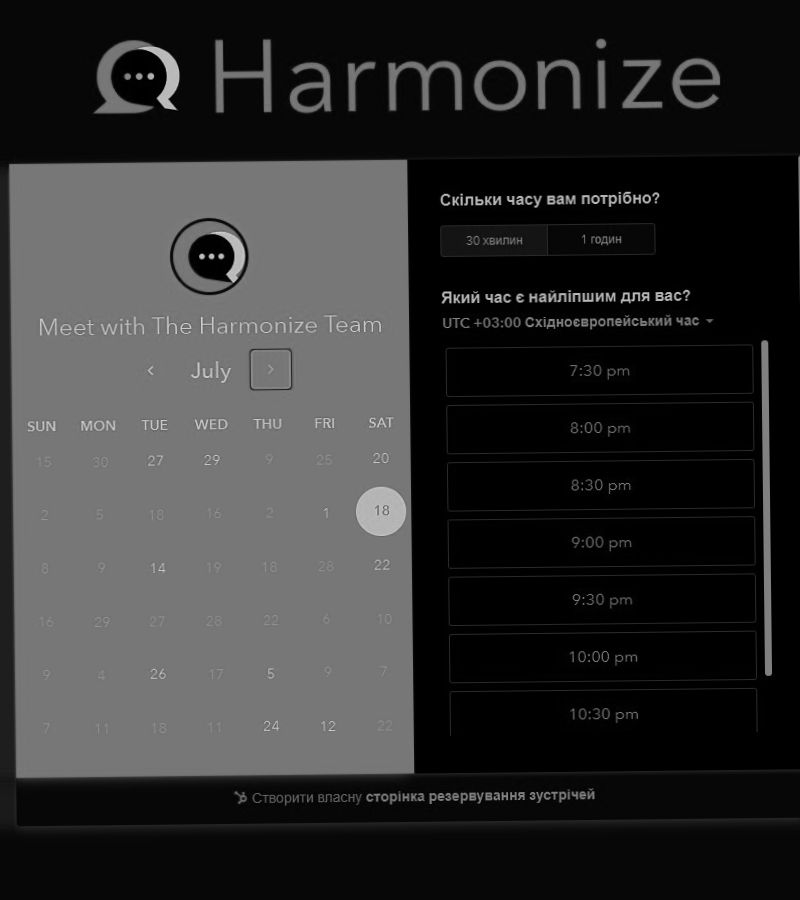 Harmonize
Meet with The Harmonize Team
July
SUN MON TUE WED THU FRI SAT
15 30 27 29 9 25 20
2 5 18 16 2 1 18
8 9 14 19 18 28 22
16 29 27 28 22 6 10
9 4 26 17 5 9 7
7 11 18 11 24 12 22
Скільки часу вам потрібно?
30 хвилин 1 годин
Який час є найліпшим для вас?
UTC +03:00 Східноєвропейський час
7:30 pm
8:00 pm
8:30 pm
9:00 pm
9:30 pm
10:00 pm
10:30 pm
Створити власну сторінка резервування зустрічей